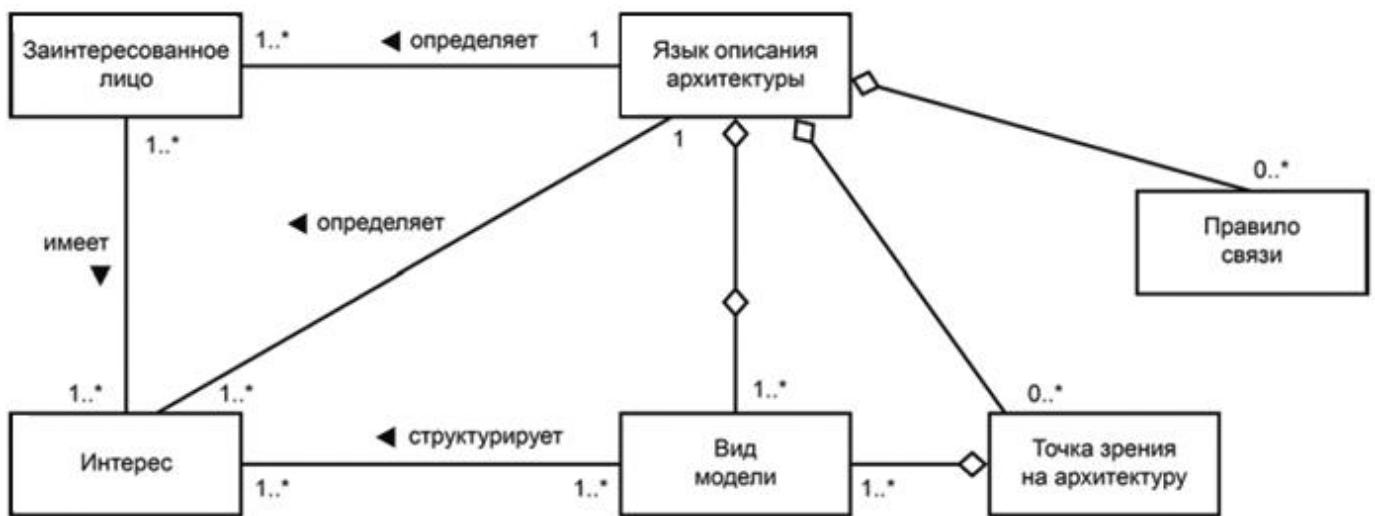 Заинтересованное
лицо
1..*
◄ определяет
1
Язык описания
архитектуры
1..*
1
0..*
Правило
связи
◄ определяет
имеет
▼
1..*
1..*
1..*
0..*
Интерес
◄ структурирует
1..*
1..*
Вид
модели
1..*
Точка зрения
на архитектуру